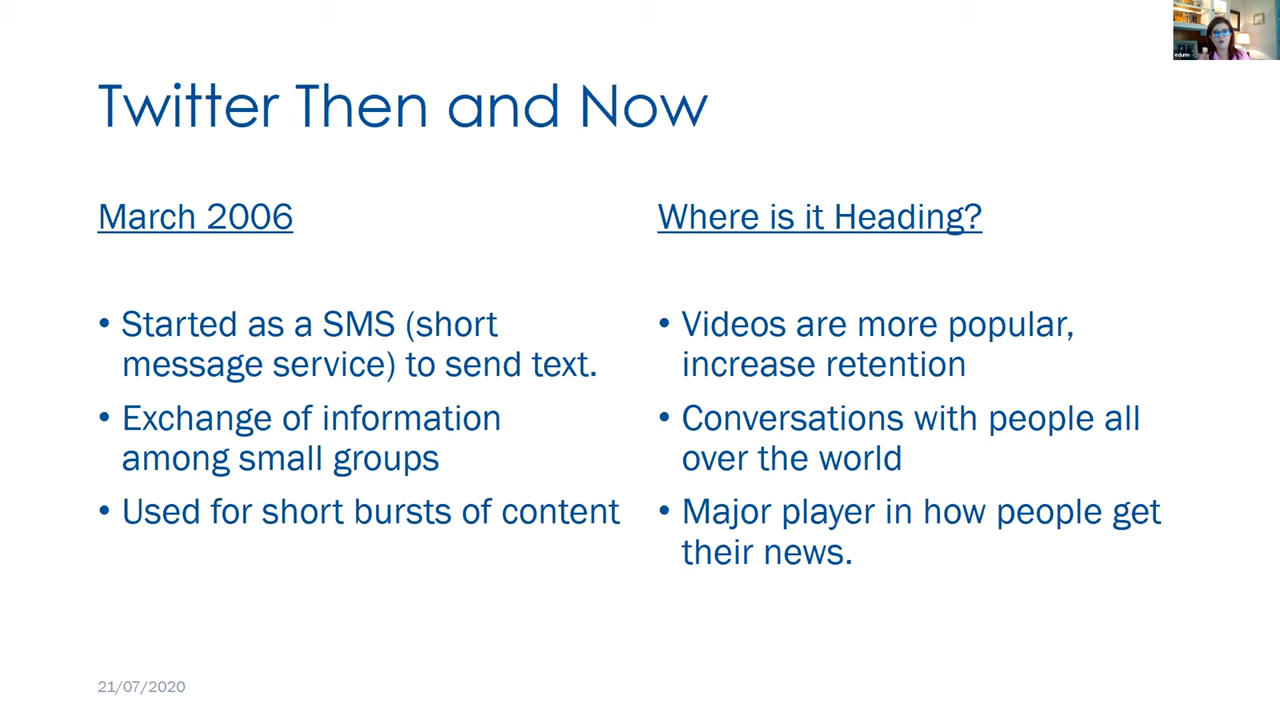 Twitter Then and Now
March 2006
• Started as a SMS (short
message service) to send text.
• Exchange of information
among small groups
• Used for short bursts of content
Where is it Heading?
• Videos are more popular,
increase retention
• Conversations with people all
over the world
• Major player in how people get
their news.
21/07/2020
edunn